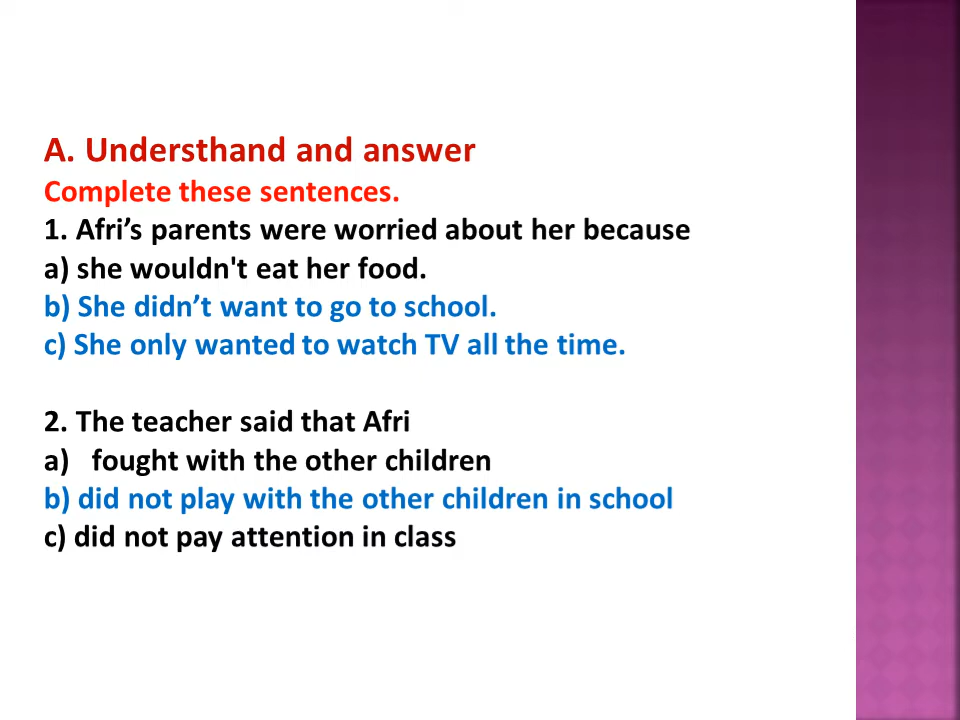 A. Understhand and answer
Complete these sentences.
1. Afri’s parents were worried about her because
a) she wouldn't eat her food.
b) She didn’t want to go to school.
c) She only wanted to watch TV all the time.
2. The teacher said that Afri
a) fought with the other children
b) did not play with the other children in school
c) did not pay attention in class